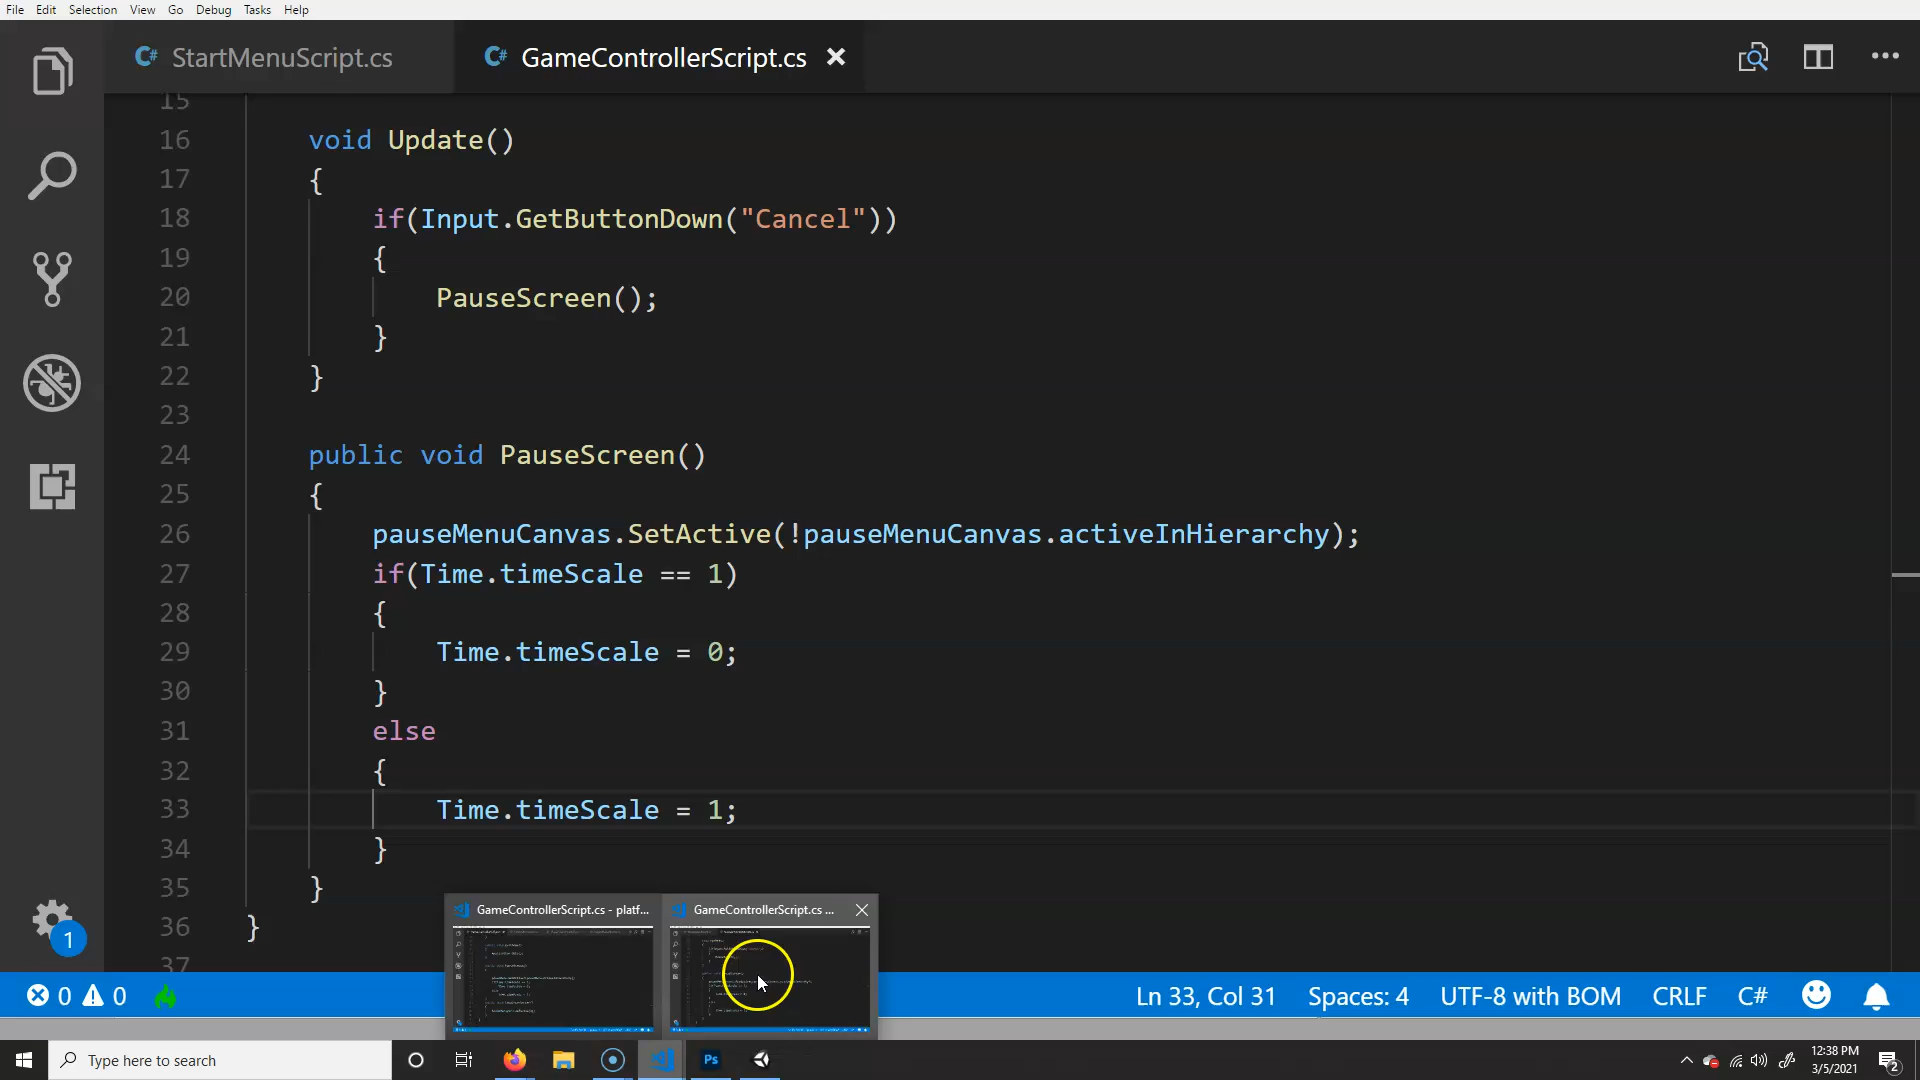 File Edit Selection View Go Debug Tasks Help
C# StartMenuScript.cs C# GameControllerScript.cs
15
16 void Update()
17 {
18 if(Input.GetButtonDown("Cancel"))
19 {
20 PauseScreen();
21 }
22 }
23
24 public void PauseScreen()
25 {
26 pauseMenuCanvas.SetActive(!pauseMenuCanvas.activeInHierarchy);
27 if(Time.timeScale == 1)
28 {
29 Time.timeScale = 0;
30 }
31 else
32 {
33 Time.timeScale = 1;
34 }
35 }
36 }
37
1
GameControllerScript.cs - platf... GameControllerScript.cs ...
0 0 Ln 33, Col 31 Spaces: 4 UTF-8 with BOM CRLF C#
Type here to search Ps 12:38 PM
3/5/2021 2